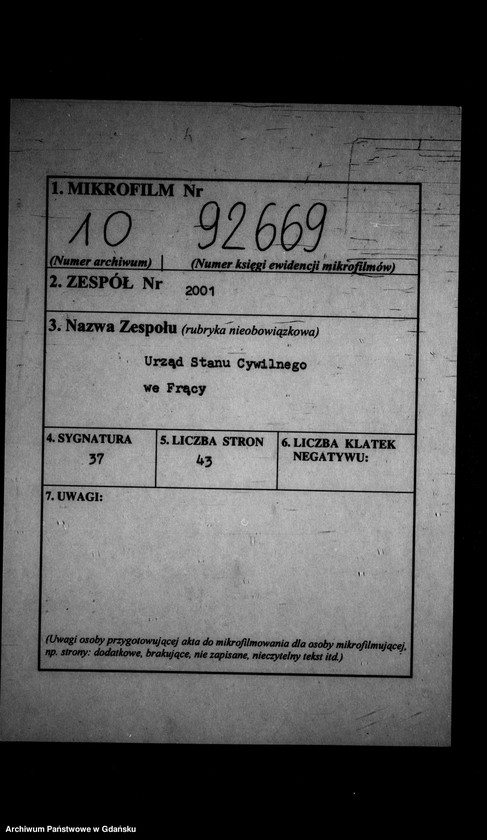 1. MIKROFILM Nr
10 92669
(Numer archiwum) (Numer księgi ewidencji mikrofilmów)
2. ZESPÓŁ Nr 2001
3. Nazwa Zespołu (rubryka nieobowiązkowa)
Urząd Stanu Cywilnego
we Frący
4. SYGNATURA
37
5. LICZBA STRON
43
6. LICZBA KLATEK
NEGATYWU:
7. UWAGI:
(Uwagi osoby przygotowującej akta do mikrofilmowania dla osoby mikrofilmującej,
np. strony: dodatkowe, brakujące, nie zapisane, nieczytelny tekst itd.)
Archiwum Państwowe w Gdańsku